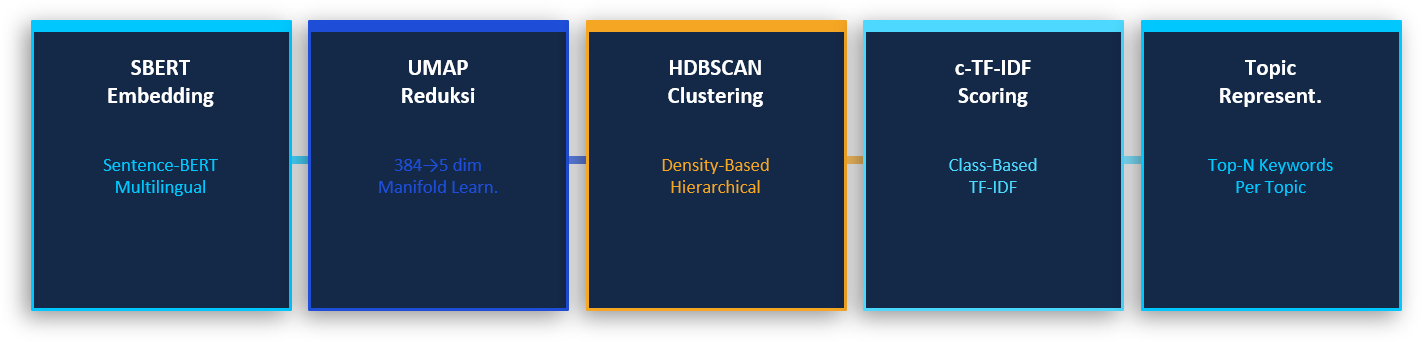 SBERT
Embedding
Sentence-BERT
Multilingual
UMAP
Reduksi
384→5 dim
Manifold Learn.
HDBSCAN
Clustering
Density-Based
Hierarchical
c-TF-IDF
Scoring
Class-Based
TF-IDF
Topic
Represent.
Top-N Keywords
Per Topic